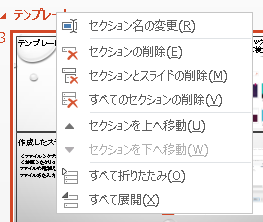 テンプレート
3
テンプレー
セクション名の変更(R)
セクションの削除(E)
セクションとスライドの削除(M)
すべてのセクションの削除(V)
セクションを上へ移動(U)
セクションを下へ移動(W)
すべて折りたたみ(O)
すべて展開(X)
作成したス